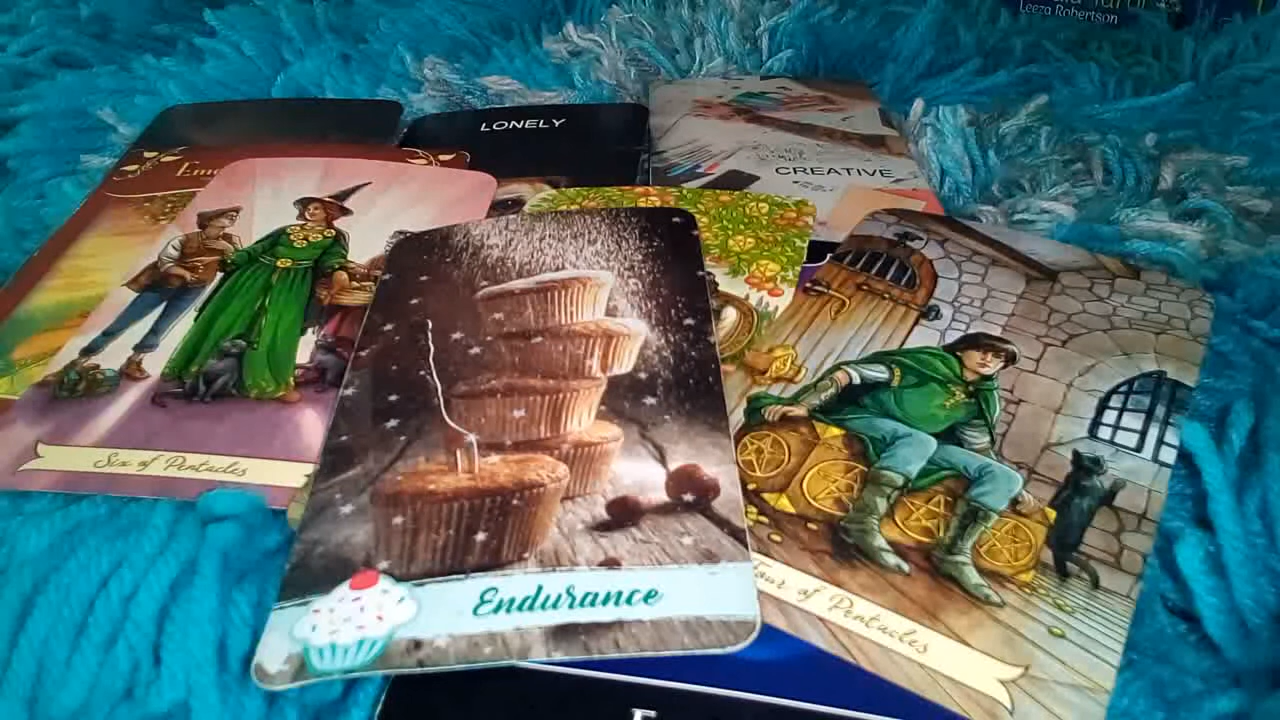 Leeza Robertson
LONELY
CREATIVE
Six of Pentacles
Endurance
Four of Pentacles